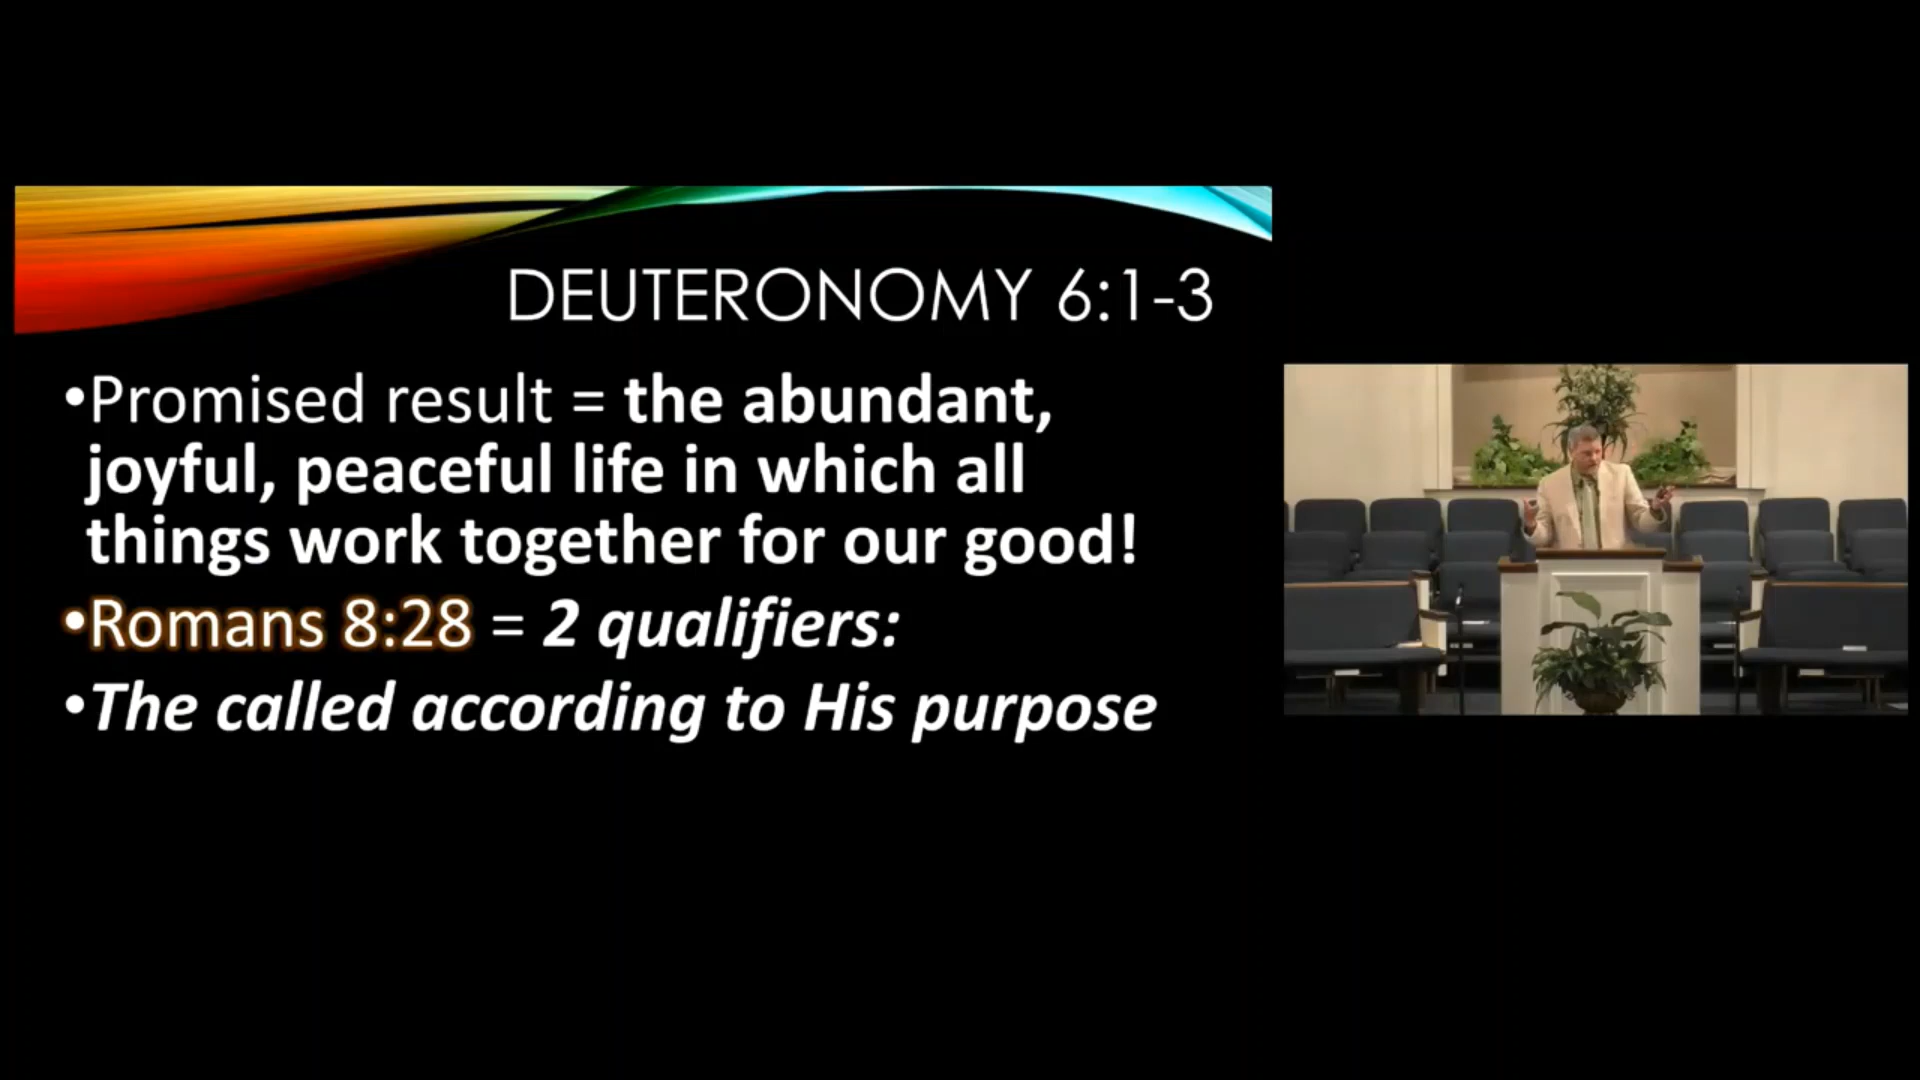 DEUTERONOMY 6:1-3
•Promised result = the abundant,
joyful, peaceful life in which all
things work together for our good!
•Romans 8:28 = 2 qualifiers:
•The called according to His purpose